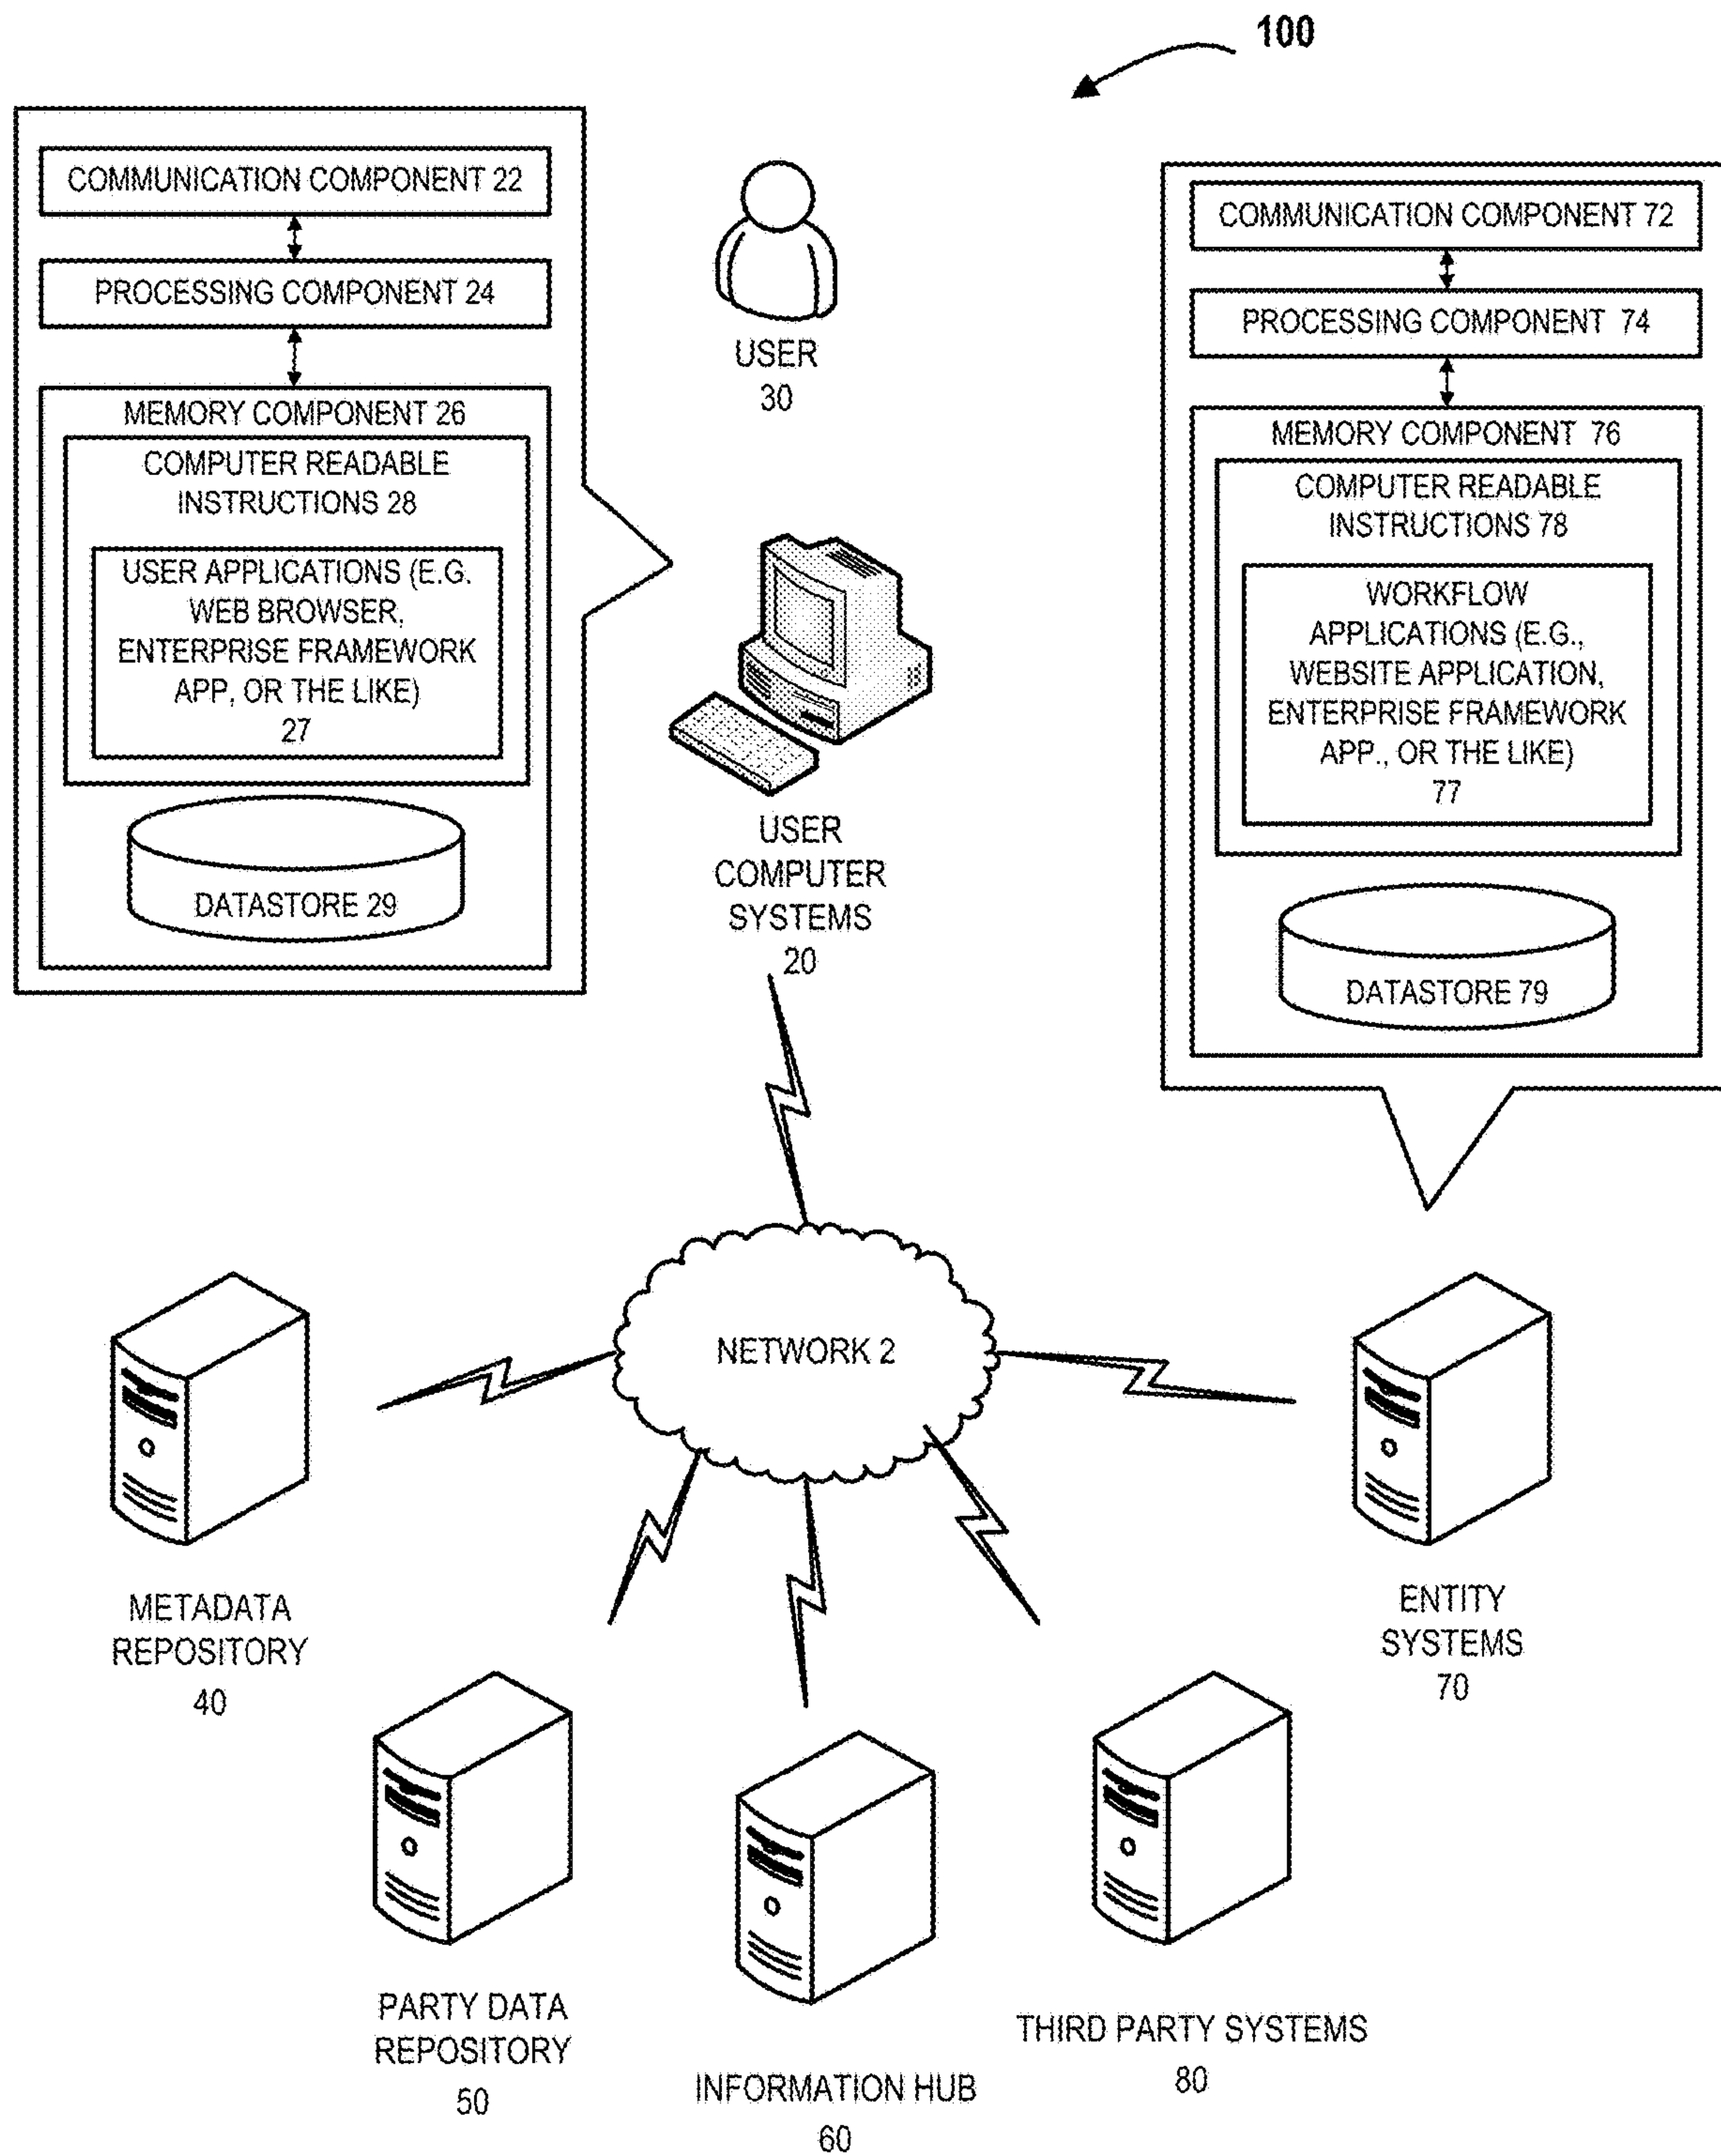 100
COMMUNICATION COMPONENT 22
PROCESSING COMPONENT 24
MEMORY COMPONENT 26
COMPUTER READABLE
INSTRUCTIONS 28
USER APPLICATIONS (E.G.
WEB BROWSER,
ENTERPRISE FRAMEWORK
APP, OR THE LIKE)
27
DATASTORE 29
USER
30
USER
COMPUTER
SYSTEMS
20
COMMUNICATION COMPONENT 72
PROCESSING COMPONENT 74
MEMORY COMPONENT 76
COMPUTER READABLE
INSTRUCTIONS 78
WORKFLOW
APPLICATIONS (E.G.,
WEBSITE APPLICATION,
ENTERPRISE FRAMEWORK
APP., OR THE LIKE)
77
DATASTORE 79
NETWORK 2
METADATA
REPOSITORY
40
PARTY DATA
REPOSITORY
50
INFORMATION HUB
60
THIRD PARTY SYSTEMS
80
ENTITY
SYSTEMS
70